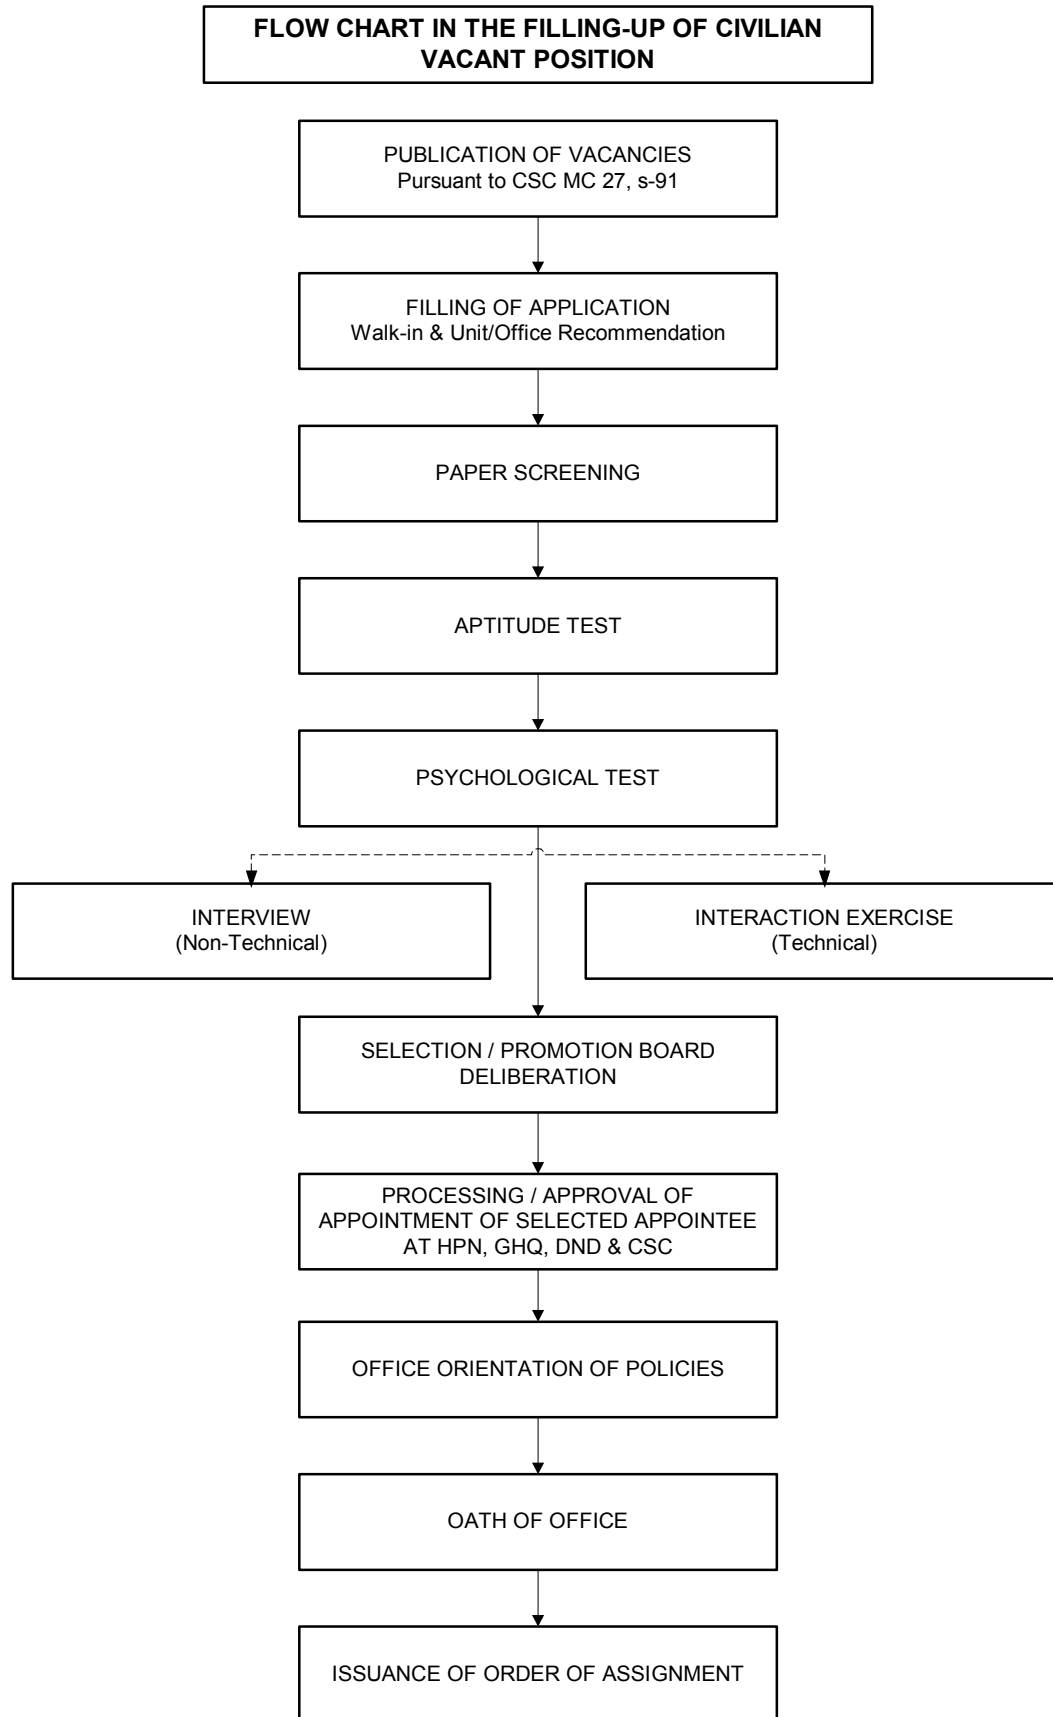 FLOW CHART IN THE FILLING-UP OF CIVILIAN
VACANT POSITION
PUBLICATION OF VACANCIES
Pursuant to CSC MC 27, s-91
FILLING OF APPLICATION
Walk-in & Unit/Office Recommendation
PAPER SCREENING
APTITUDE TEST
PSYCHOLOGICAL TEST
INTERVIEW
(Non-Technical)
INTERACTION EXERCISE
(Technical)
SELECTION / PROMOTION BOARD
DELIBERATION
PROCESSING / APPROVAL OF
APPOINTMENT OF SELECTED APPOINTEE
AT HPN, GHQ, DND & CSC
OFFICE ORIENTATION OF POLICIES
OATH OF OFFICE
ISSUANCE OF ORDER OF ASSIGNMENT